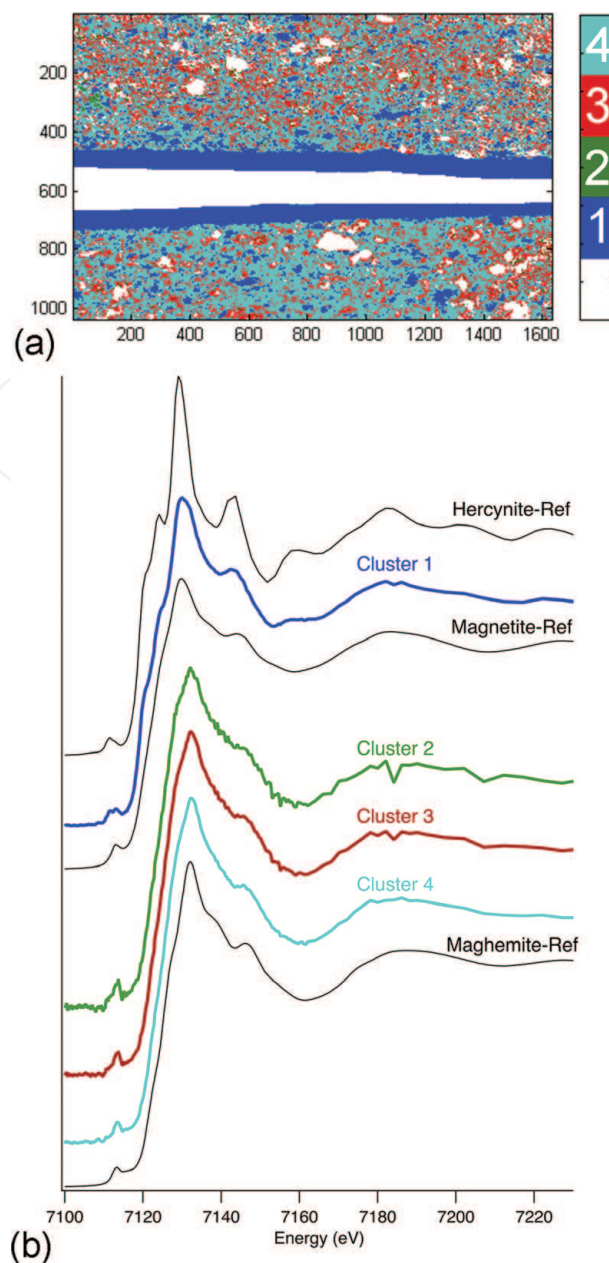 200
400
600
800
1000
200 400 600 800 1000 1200 1400 1600
4
3
2
1
(a)
Hercynite-Ref
Cluster 1
Magnetite-Ref
Cluster 2
Cluster 3
Cluster 4
Maghemite-Ref
7100 7120 7140 7160 7180 7200 7220
Energy (eV)
(b)